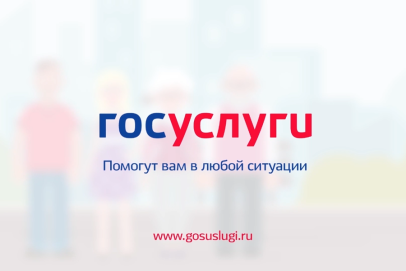 госуслуги
Помогут вам в любой ситуации
www.gosuslugi.ru